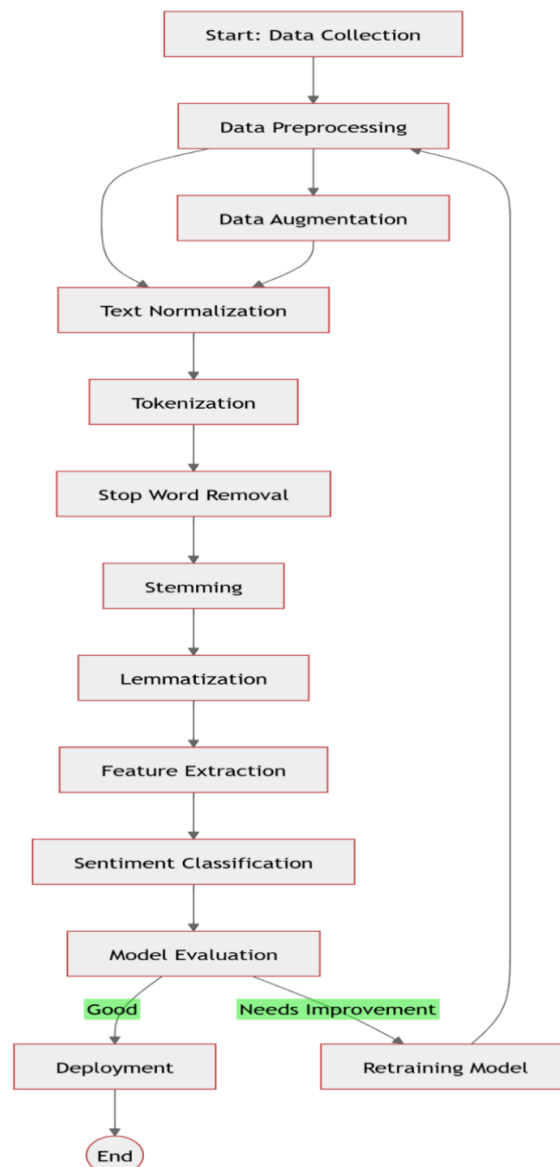 Start: Data Collection
Data Preprocessing
Data Augmentation
Text Normalization
Tokenization
Stop Word Removal
Stemming
Lemmatization
Feature Extraction
Sentiment Classification
Model Evaluation
Good
Needs Improvement
Deployment
Retraining Model
End